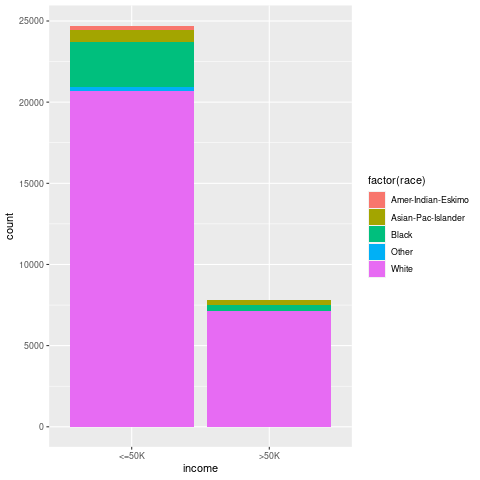 25000
20000
15000
10000
5000
0
count
<=50K >50K
income
factor(race)
Amer-Indian-Eskimo
Asian-Pac-Islander
Black
Other
White